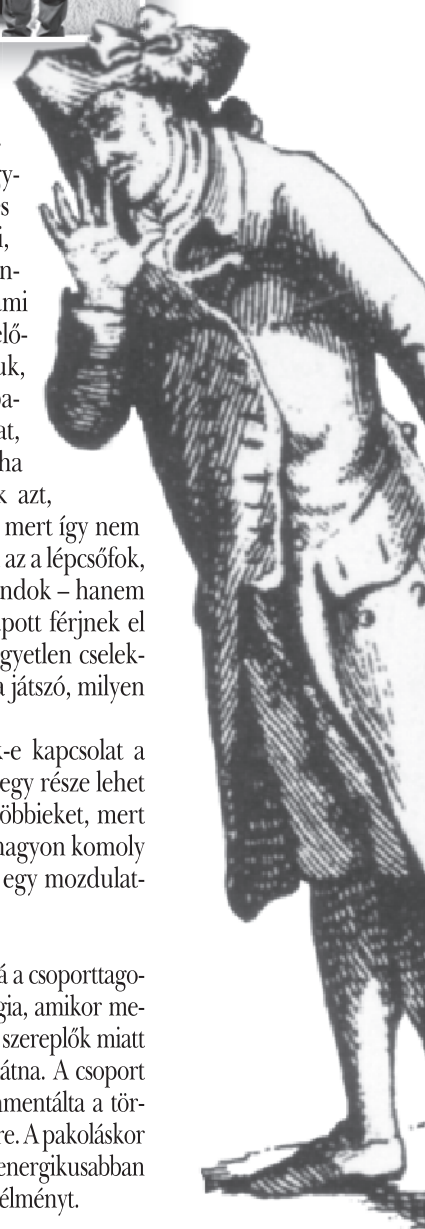 gy-
s
i,
n-
umi
elő-
uk,
pa-
at,
ha
k azt,
mert így nem
az a lépcsőfok,
ndok – hanem
pott férjnek el
gyetlen cselek-
a játszó, milyen
k-e kapcsolat a
egy része lehet
öbbieket, mert
nagyon komoly
egy mozdulat-
á a csoporttago-
gia, amikor me-
szereplők miatt
átna. A csoport
mentálta a tör-
re. A pakoláskor
energikusabban
élményt.